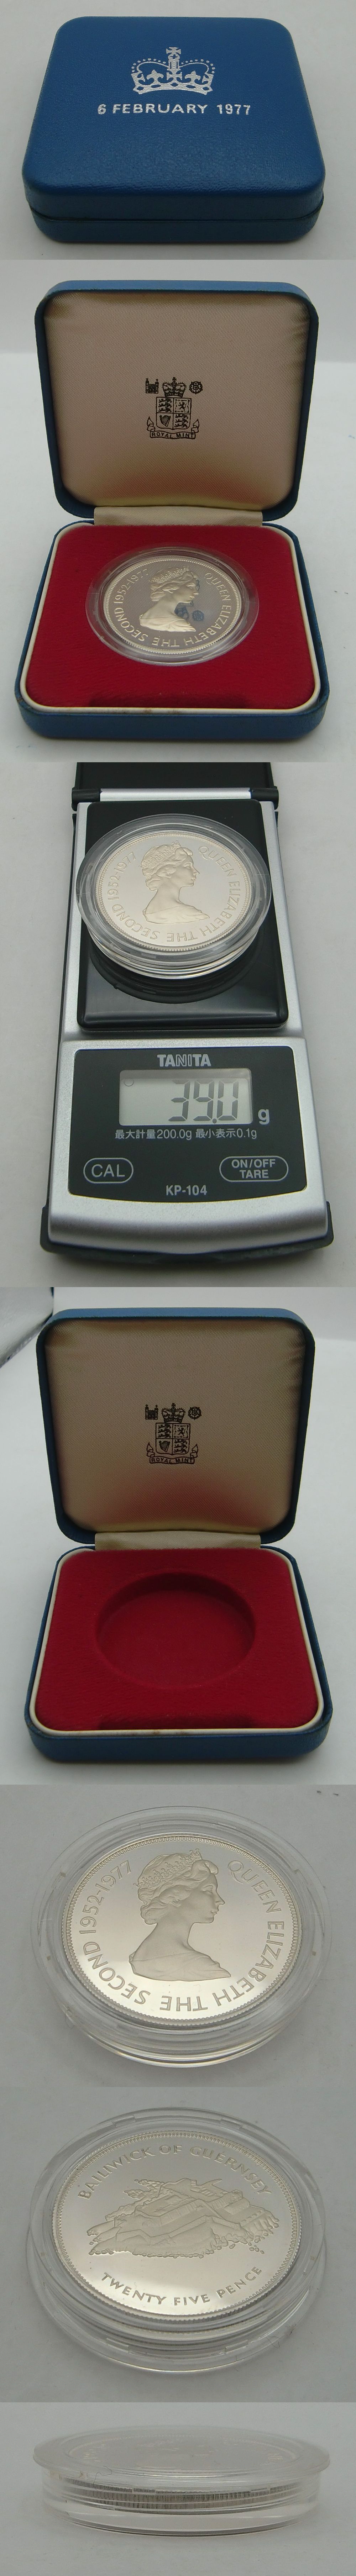 6 FEBRUARY 1977
ROYAL MINT
QUEEN ELIZABETH THE SECOND 1952-1977
QUEEN ELIZABETH THE SECOND 1952-1977
TANITA
39.0 g
最大計量200.0g 最小表示0.1g
CAL
ON/OFF
TARE
KP-104
ROYAL MINT
QUEEN ELIZABETH THE SECOND 1952-1977
BAILIWICK OF GUERNSEY
TWENTY FIVE PENCE